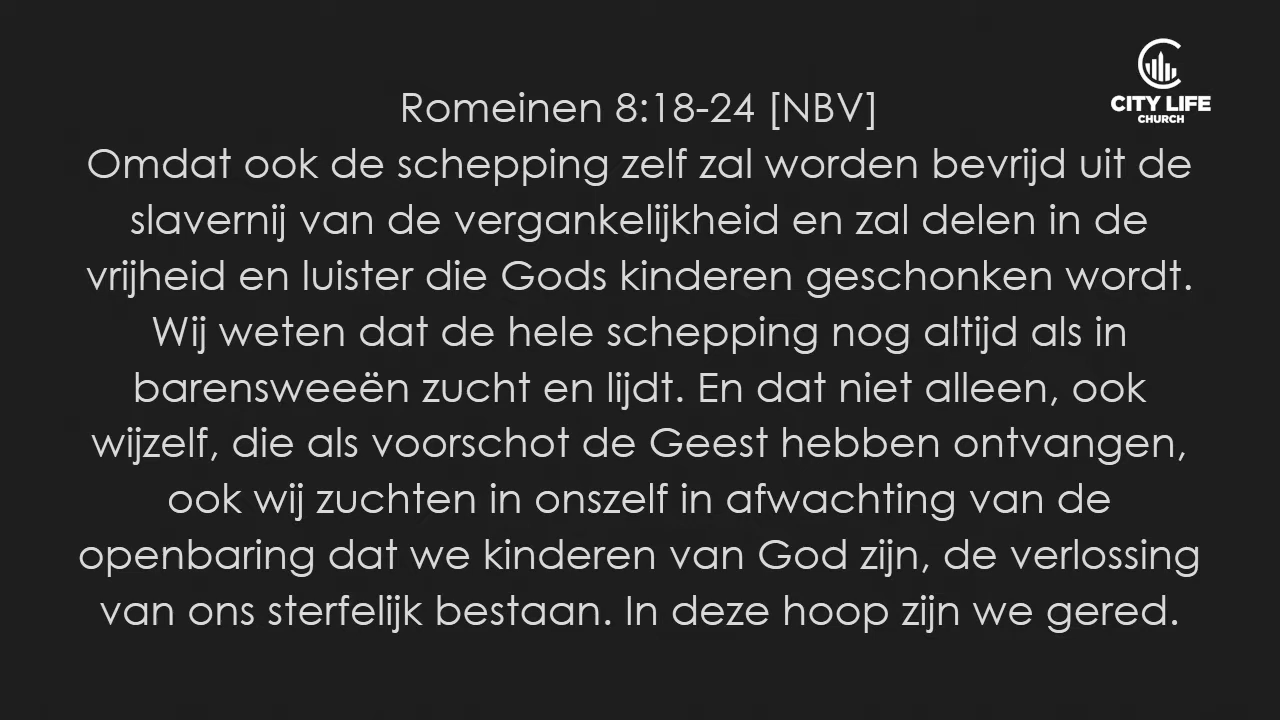 CITY LIFE
CHURCH
Romeinen 8:18-24 [NBV]
Omdat ook de schepping zelf zal worden bevrijd uit de
slavernij van de vergankelijkheid en zal delen in de
vrijheid en luister die Gods kinderen geschonken wordt.
Wij weten dat de hele schepping nog altijd als in
barensweeën zucht en lijdt. En dat niet alleen, ook
wijzelf, die als voorschot de Geest hebben ontvangen,
ook wij zuchten in onszelf in afwachting van de
openbaring dat we kinderen van God zijn, de verlossing
van ons sterfelijk bestaan. In deze hoop zijn we gered.